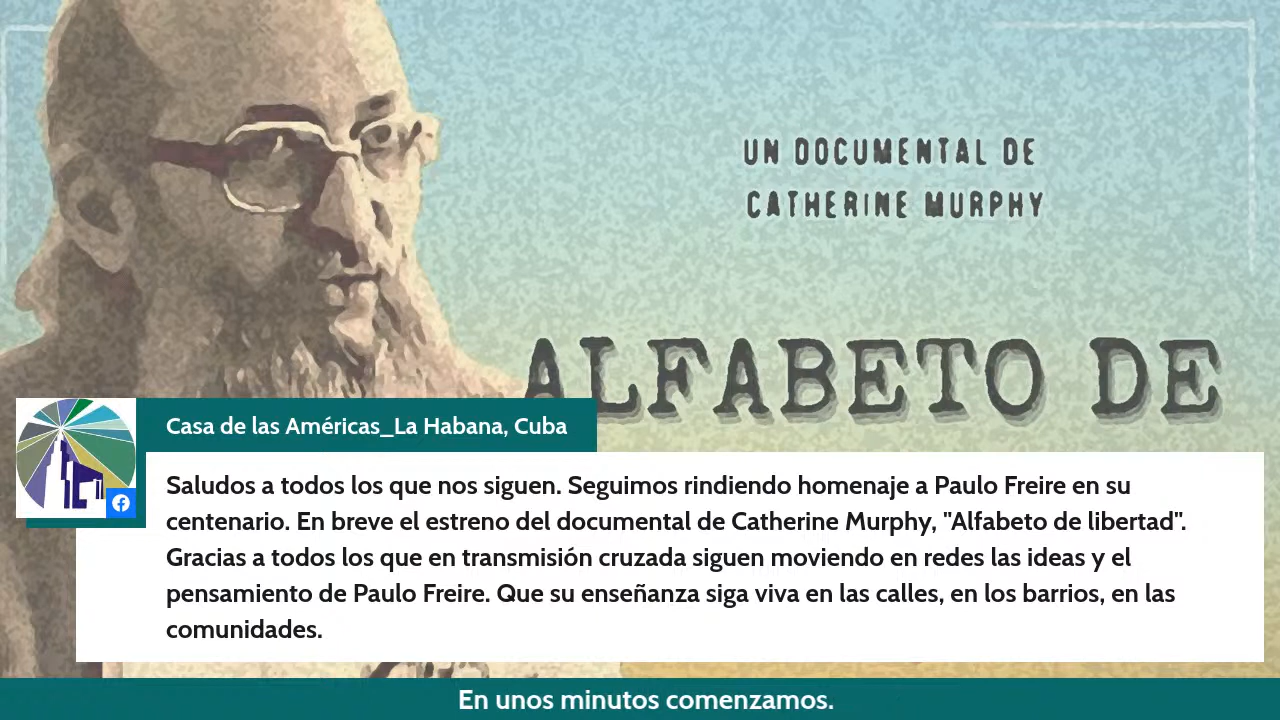 UN DOCUMENTAL DE
CATHERINE MURPHY
ALFABETO DE
Casa de las Américas_La Habana, Cuba
Saludos a todos los que nos siguen. Seguimos rindiendo homenaje a Paulo Freire en su
centenario. En breve el estreno del documental de Catherine Murphy, "Alfabeto de libertad".
Gracias a todos los que en transmisión cruzada siguen moviendo en redes las ideas y el
pensamiento de Paulo Freire. Que su enseñanza siga viva en las calles, en los barrios, en las
comunidades.
En unos minutos comenzamos.